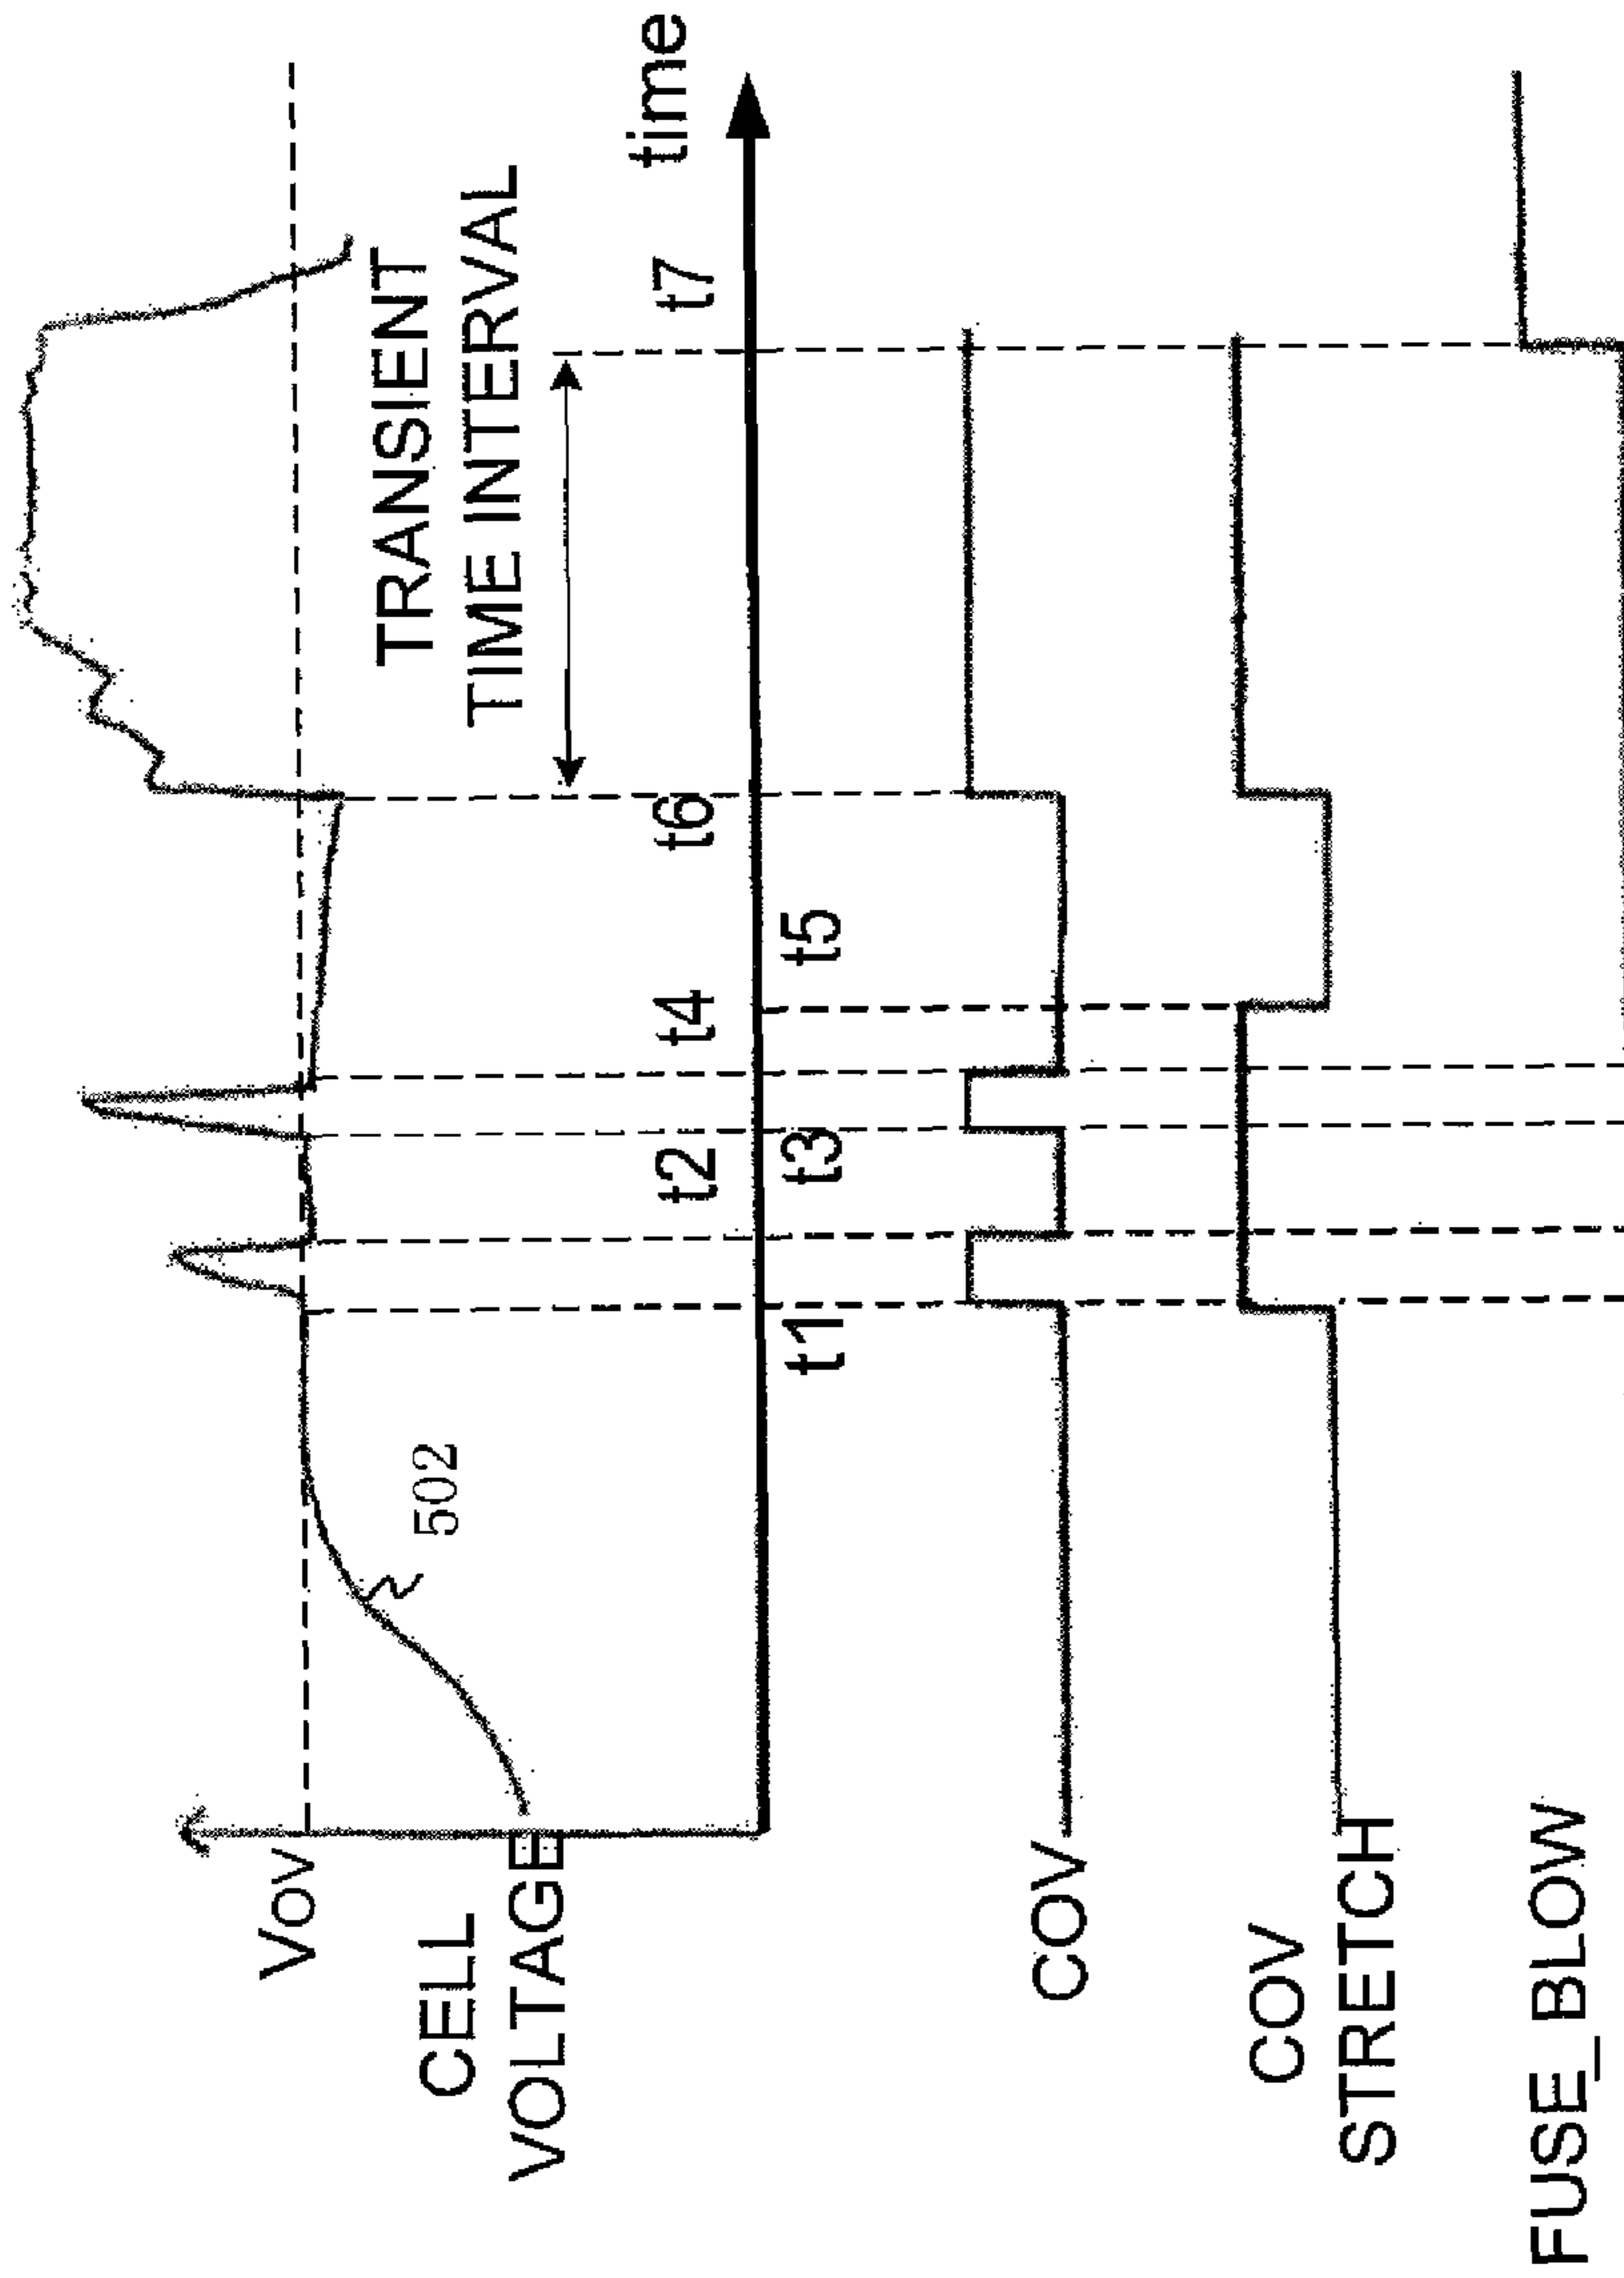 VOV
CELL
VOLTAGE
502
TRANSIENT
TIME INTERVAL
time
t1
t2
t3
t4
t5
t6
t7
COV
COV
STRETCH
FUSE_BLOW